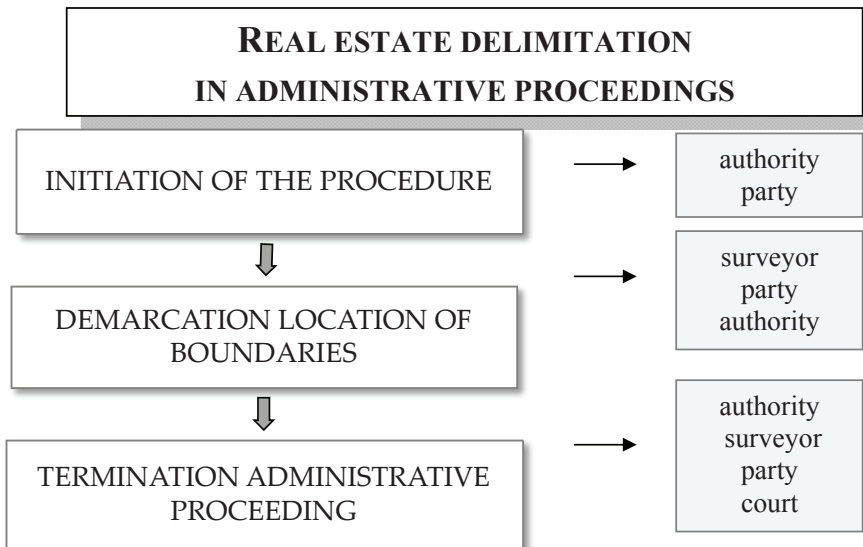 REAL ESTATE DELIMITATION
IN ADMINISTRATIVE PROCEEDINGS
INITIATION OF THE PROCEDURE
authority
party
DEMARCATION LOCATION OF
BOUNDARIES
surveyor
party
authority
TERMINATION ADMINISTRATIVE
PROCEEDING
authority
surveyor
party
court